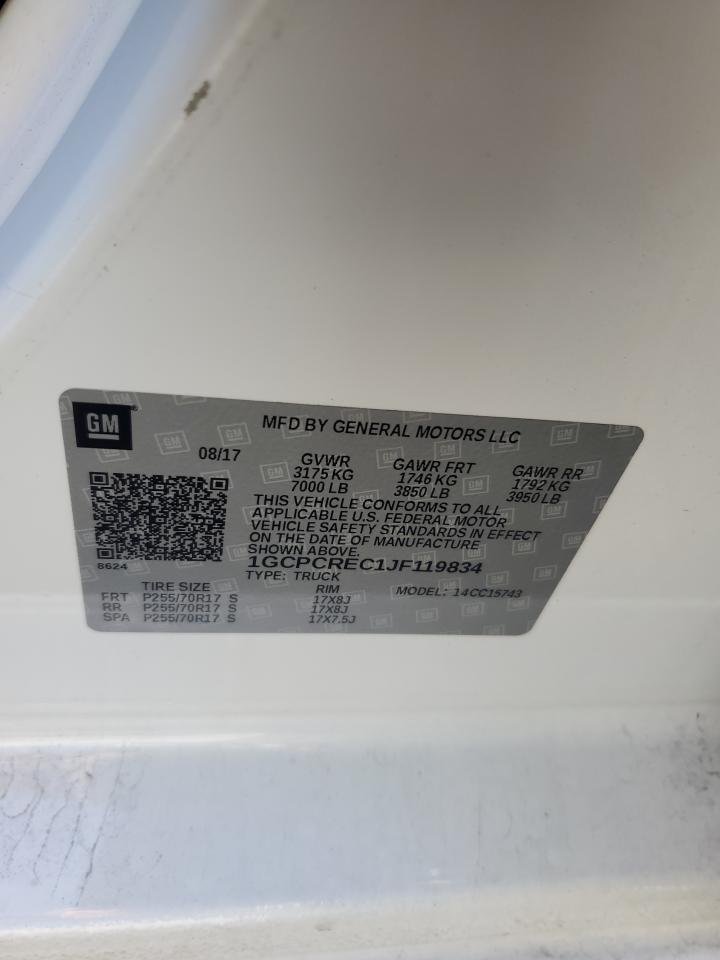 GM
MFD BY GENERAL MOTORS LLC
08/17
GVWR GAWR FRT GAWR RR
3175 KG 1746 KG 1792 KG
7000 LB 3850 LB 3950 LB
THIS VEHICLE CONFORMS TO ALL
APPLICABLE U.S. FEDERAL MOTOR
VEHICLE SAFETY STANDARDS IN EFFECT
ON THE DATE OF MANUFACTURE
SHOWN ABOVE.
8624
1GCPCREC1JF119834
TYPE: TRUCK MODEL: 14CC15743
TIRE SIZE RIM
FRT P255/70R17 S 17X8J
RR P255/70R17 S 17X8J
SPA P255/70R17 S 17X7.5J